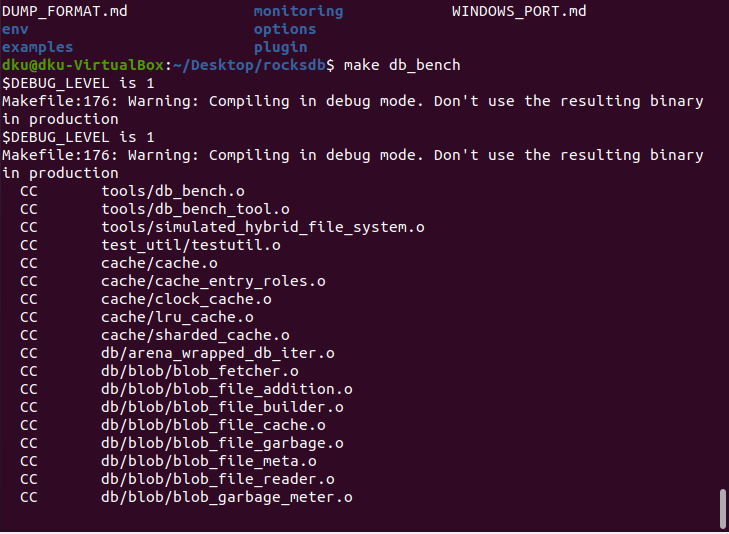 DUMP_FORMAT.md monitoring WINDOWS_PORT.md
env options
examples plugin
dku@dku-VirtualBox:~/Desktop/rocksdb$ make db_bench
$DEBUG_LEVEL is 1
Makefile:176: Warning: Compiling in debug mode. Don't use the resulting binary
in production
$DEBUG_LEVEL is 1
Makefile:176: Warning: Compiling in debug mode. Don't use the resulting binary
in production
CC tools/db_bench.o
CC tools/db_bench_tool.o
CC tools/simulated_hybrid_file_system.o
CC test_util/testutil.o
CC cache/cache.o
CC cache/cache_entry_roles.o
CC cache/clock_cache.o
CC cache/lru_cache.o
CC cache/sharded_cache.o
CC db/arena_wrapped_db_iter.o
CC db/blob/blob_fetcher.o
CC db/blob/blob_file_addition.o
CC db/blob/blob_file_builder.o
CC db/blob/blob_file_cache.o
CC db/blob/blob_file_garbage.o
CC db/blob/blob_file_meta.o
CC db/blob/blob_file_reader.o
CC db/blob/blob_garbage_meter.o